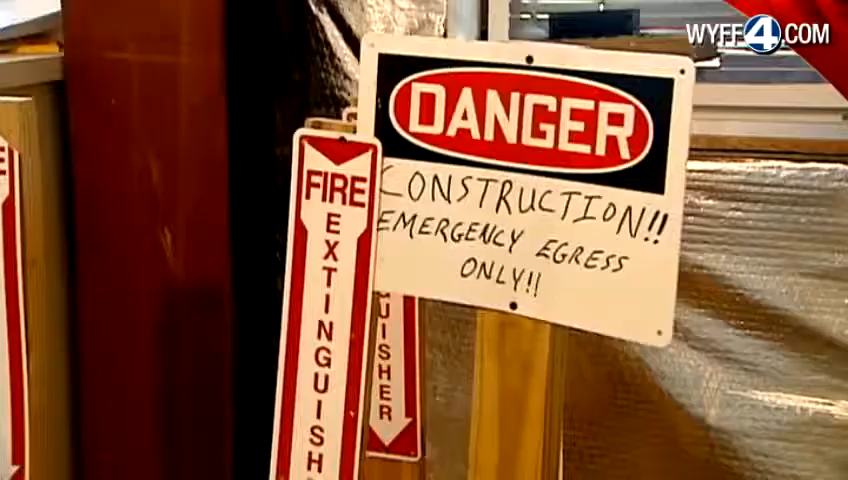 WYFF4.COM
DANGER
CONSTRUCTION!!
EMERGENCY EGRESS
ONLY!!
FIRE
EXTINGUISH
UISHER
E